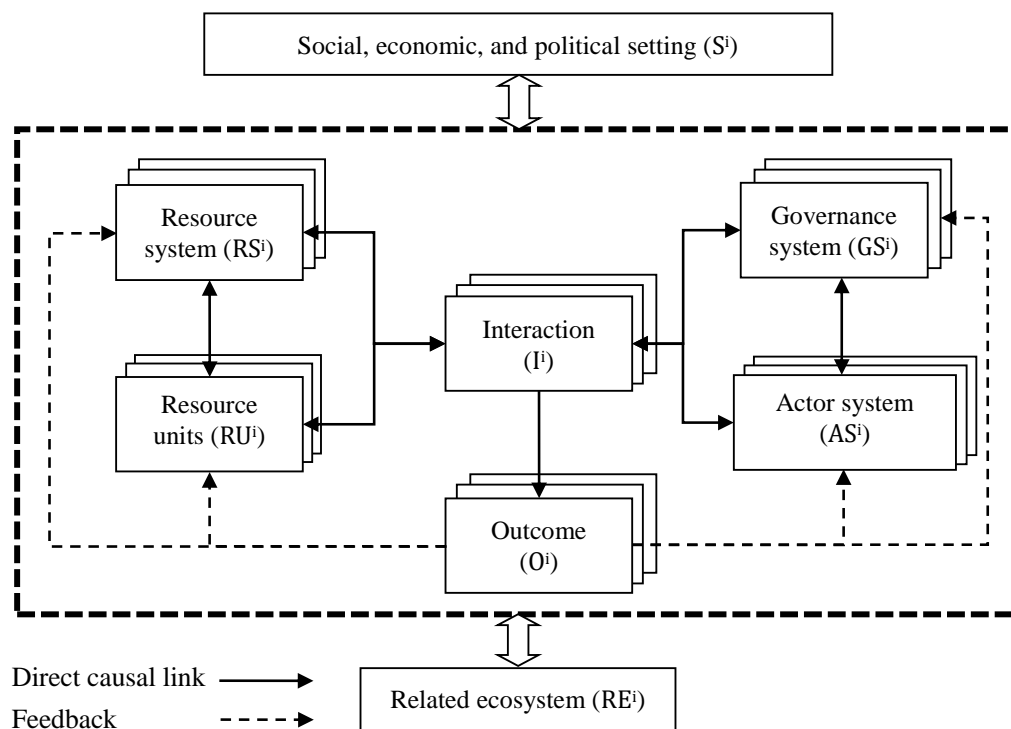 Social, economic, and political setting (Sⁱ)
Resource
system (RSⁱ)
Governance
system (GSⁱ)
Interaction
(Iⁱ)
Resource
units (RUⁱ)
Actor system
(ASⁱ)
Outcome
(Oⁱ)
Direct causal link
Feedback
Related ecosystem (REⁱ)